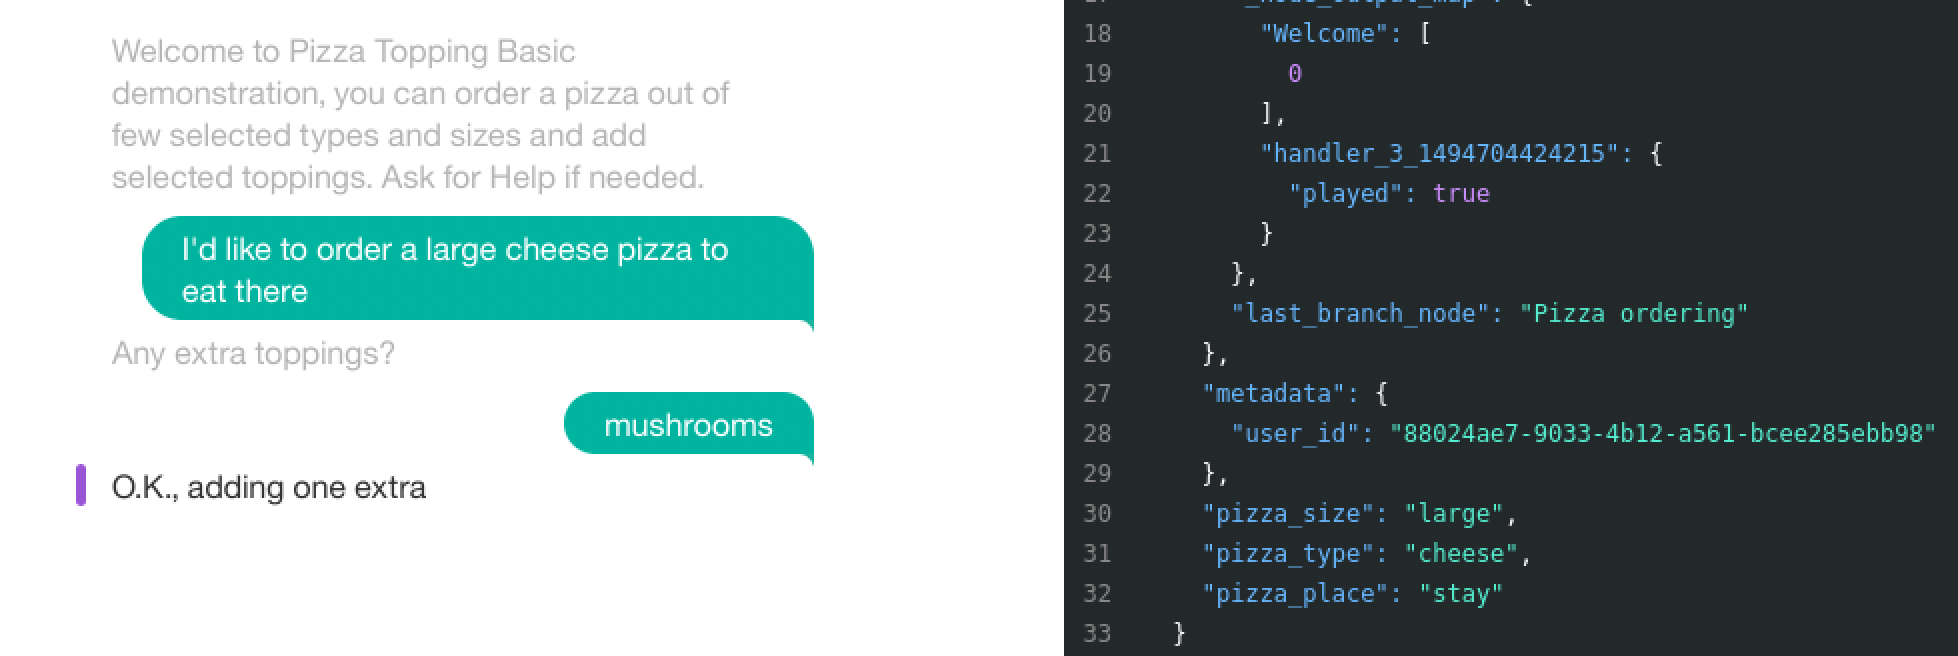 Welcome to Pizza Topping Basic
demonstration, you can order a pizza out of
few selected types and sizes and add
selected toppings. Ask for Help if needed.
I'd like to order a large cheese pizza to
eat there
Any extra toppings?
mushrooms
O.K., adding one extra
18 "Welcome": [
19 0
20 ],
21 "handler_3_1494704424215": {
22 "played": true
23 }
24 },
25 "last_branch_node": "Pizza ordering"
26 },
27 "metadata": {
28 "user_id": "88024ae7-9033-4b12-a561-bcee285ebb98"
29 },
30 "pizza_size": "large",
31 "pizza_type": "cheese",
32 "pizza_place": "stay"
33 }